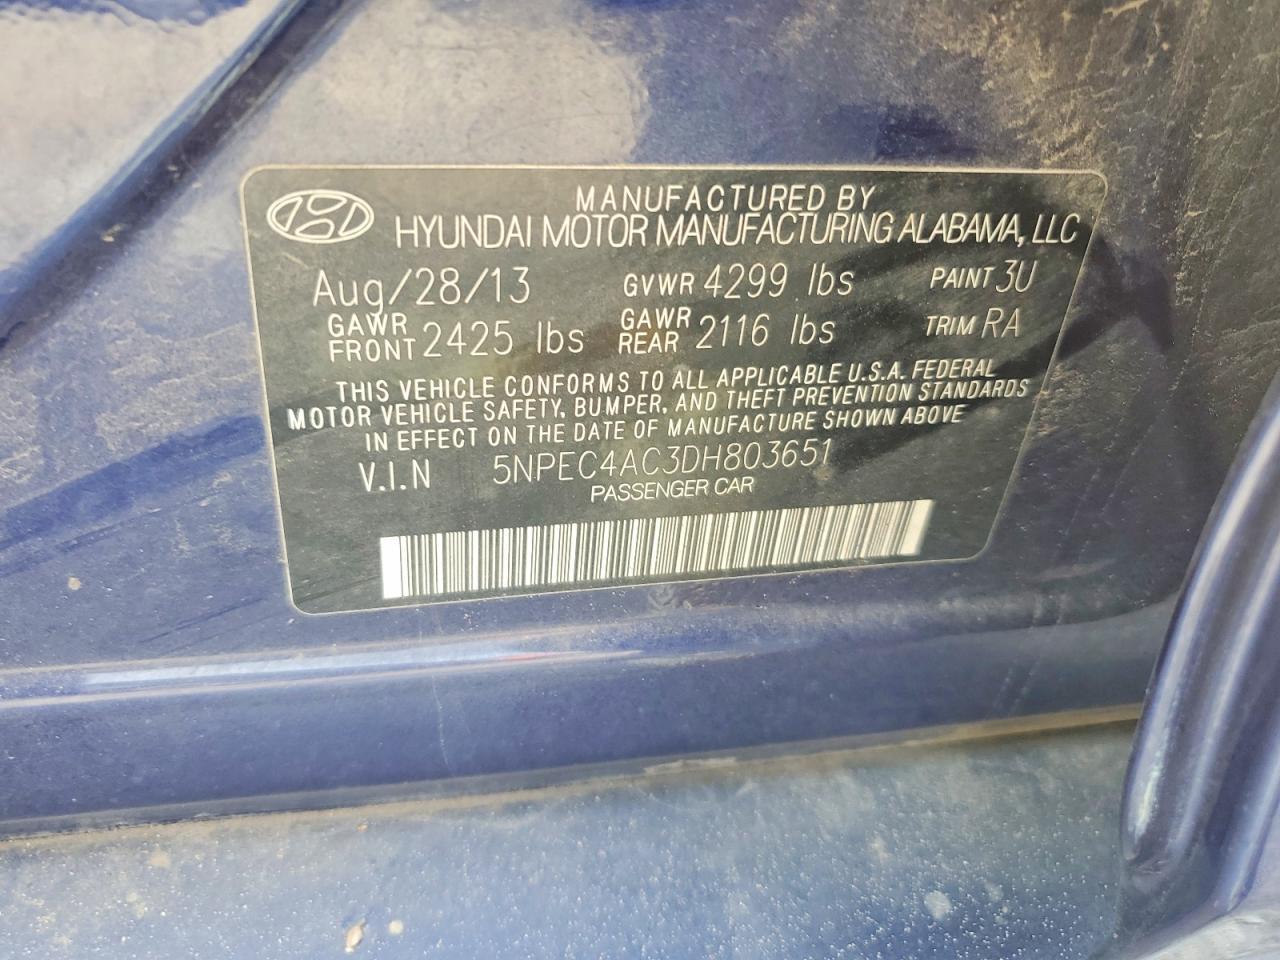 MANUFACTURED BY
HYUNDAI MOTOR MANUFACTURING ALABAMA, LLC
Aug/28/13 GVWR 4299 lbs PAINT 3U
GAWR FRONT 2425 lbs GAWR REAR 2116 lbs TRIM RA
THIS VEHICLE CONFORMS TO ALL APPLICABLE U.S.A. FEDERAL
MOTOR VEHICLE SAFETY, BUMPER, AND THEFT PREVENTION STANDARDS
IN EFFECT ON THE DATE OF MANUFACTURE SHOWN ABOVE
V.I.N 5NPEC4AC3DH803651
PASSENGER CAR